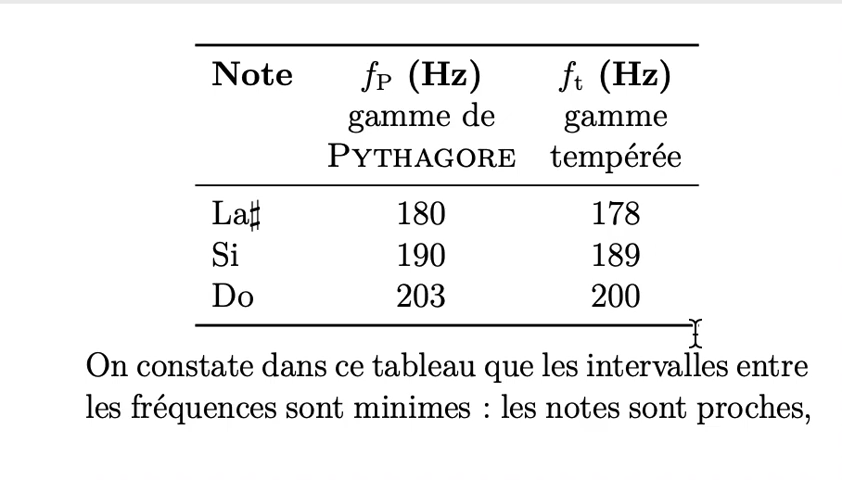 Note f_P (Hz) f_t (Hz)
gamme de gamme
PYTHAGORE tempérée
La♯ 180 178
Si 190 189
Do 203 200
On constate dans ce tableau que les intervalles entre
les fréquences sont minimes : les notes sont proches,